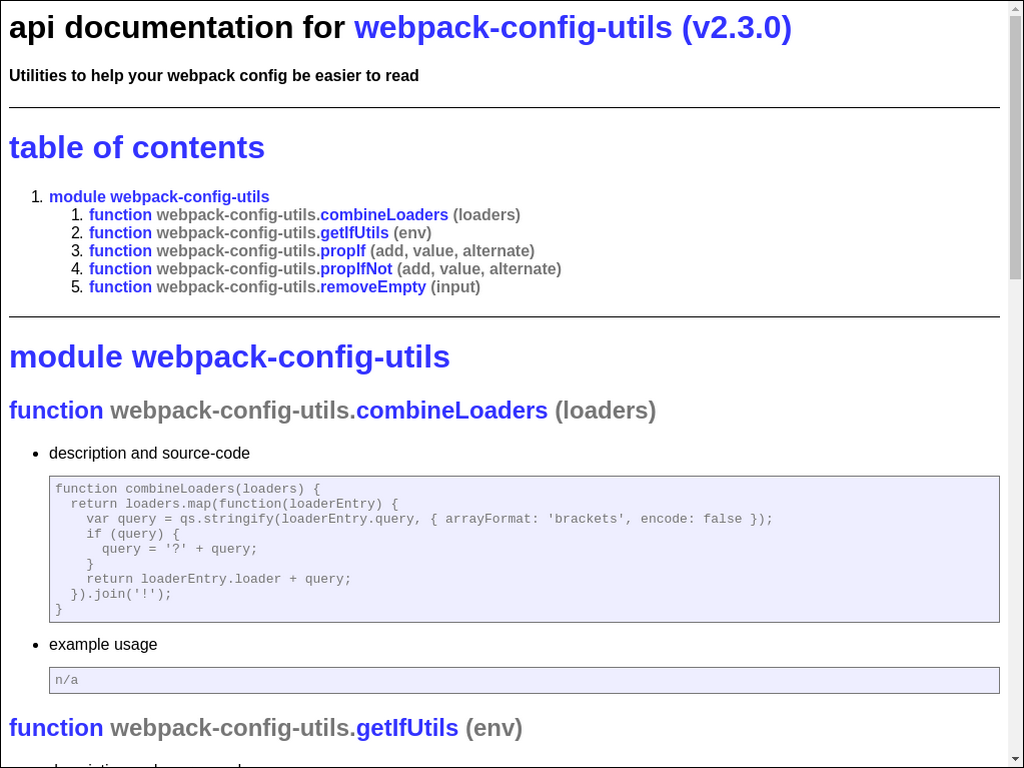 api documentation for webpack-config-utils (v2.3.0)
Utilities to help your webpack config be easier to read
table of contents
1. module webpack-config-utils
1. function webpack-config-utils.combineLoaders (loaders)
2. function webpack-config-utils.getIfUtils (env)
3. function webpack-config-utils.propIf (add, value, alternate)
4. function webpack-config-utils.propIfNot (add, value, alternate)
5. function webpack-config-utils.removeEmpty (input)
module webpack-config-utils
function webpack-config-utils.combineLoaders (loaders)
• description and source-code
function combineLoaders(loaders) {
  return loaders.map(function(loaderEntry) {
    var query = qs.stringify(loaderEntry.query, { arrayFormat: 'brackets', encode: false });
    if (query) {
      query = '?' + query;
    }
    return loaderEntry.loader + query;
  }).join('!');
}
• example usage
n/a
function webpack-config-utils.getIfUtils (env)